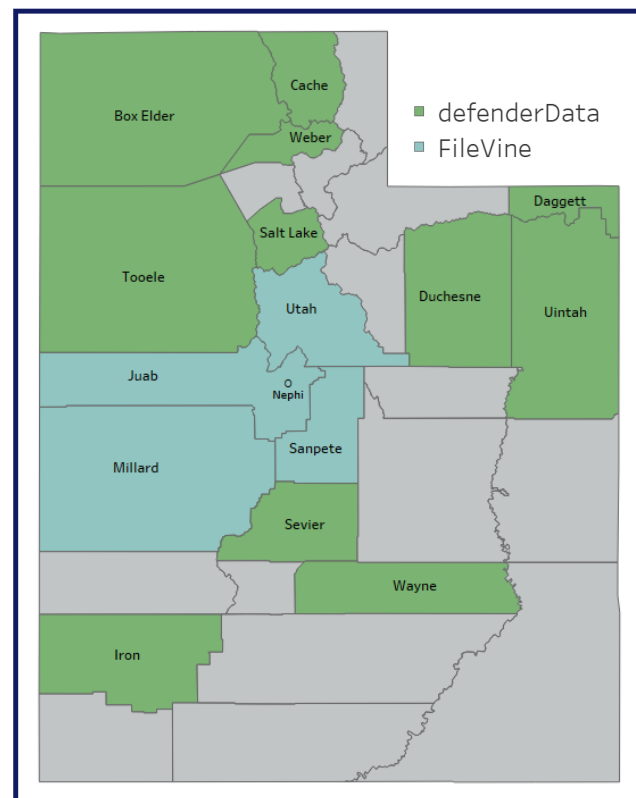 Cache
Box Elder
defenderData
Weber
FileVine
Daggett
Salt Lake
Tooele
Duchesne
Utah
Uintah
Juab
Nephi
Sanpete
Millard
Sevier
Wayne
Iron